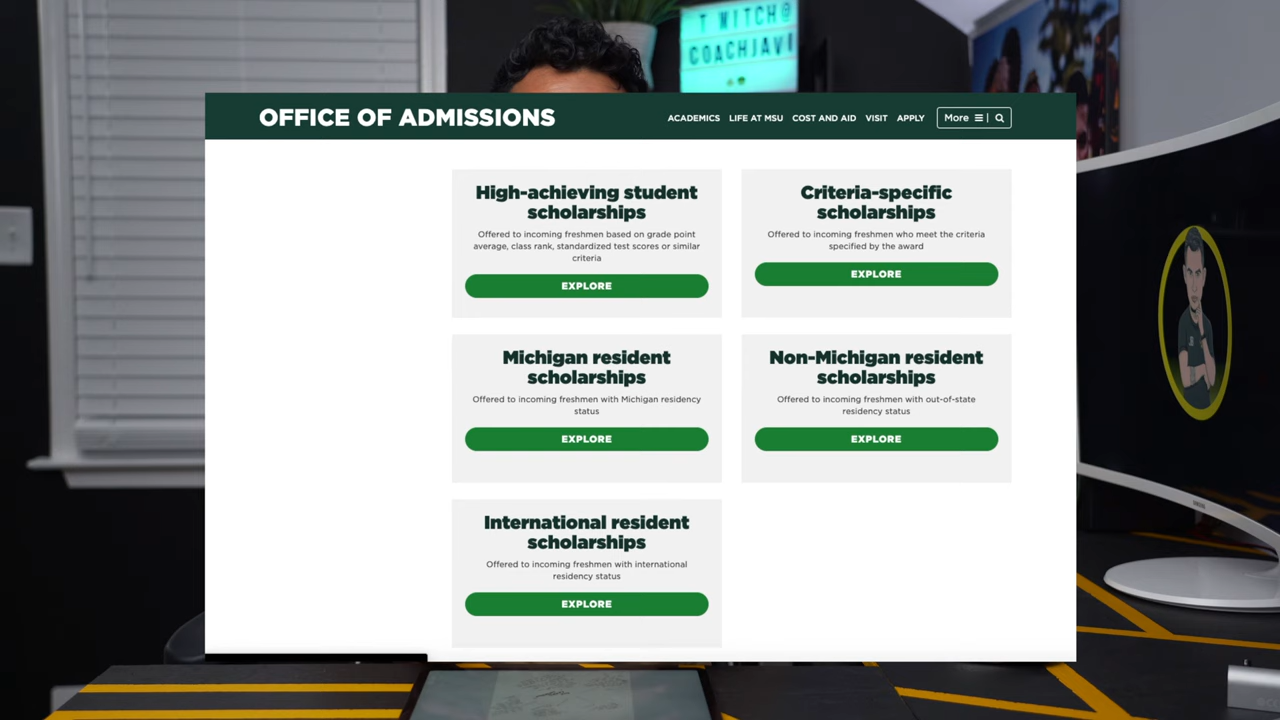 T WITCH@
COACHJAVI
OFFICE OF ADMISSIONS
ACADEMICS LIFE AT MSU COST AND AID VISIT APPLY More
High-achieving student
scholarships
Offered to incoming freshmen based on grade point
average, class rank, standardized test scores or similar
criteria
EXPLORE
Criteria-specific
scholarships
Offered to incoming freshmen who meet the criteria
specified by the award
EXPLORE
Michigan resident
scholarships
Offered to incoming freshmen with Michigan residency
status
EXPLORE
Non-Michigan resident
scholarships
Offered to incoming freshmen with out-of-state
residency status
EXPLORE
International resident
scholarships
Offered to incoming freshmen with international
residency status
EXPLORE